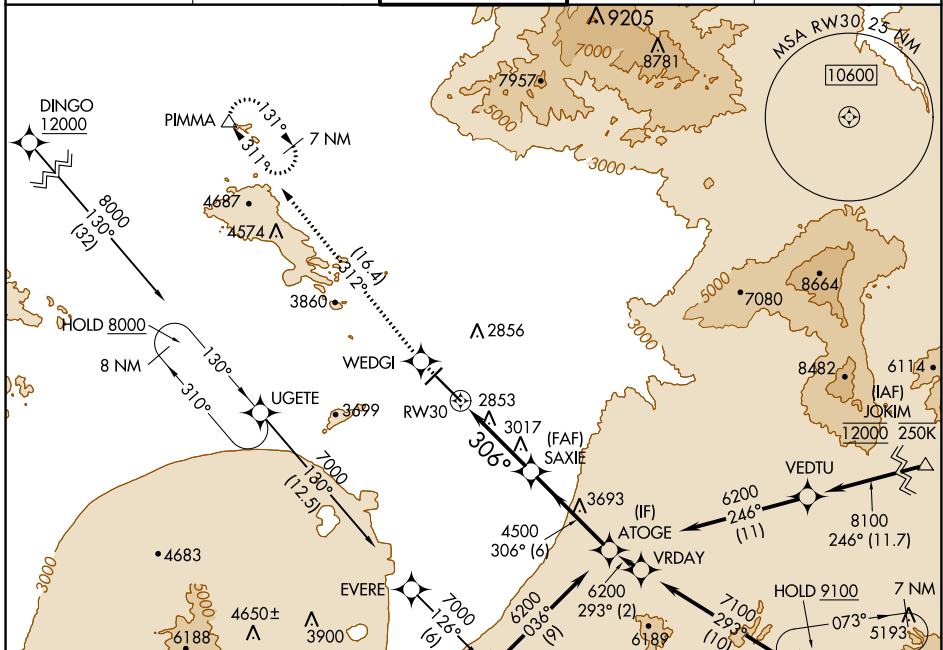 9205
7000
8781
7957
5000
3000
MSA RW30 25 NM
10600
DINGO
12000
PIMMA
131°
311°
7 NM
8000
130°
(32)
4687
4574
(16.4)
312°
3860
5000
7080
8664
3000
HOLD 8000
8 NM
130°
310°
WEDGI
2856
8482
6114
(IAF)
JOKIM
12000 250K
UGETE
3699
RW30
2853
3017
306°
(FAF)
SAXIE
7000
130°
(12.5)
VEDTU
6200
246°
(11)
8100
246° (11.7)
3693
(IF)
ATOGE
4500
306° (6)
VRDAY
3000
4683
EVERE
6200
293° (2)
7000
126°
(6)
6200
036°
(9)
7100
293°
(10)
HOLD 9100
7 NM
073°
5193
5000
4650±
6188
3900
6189